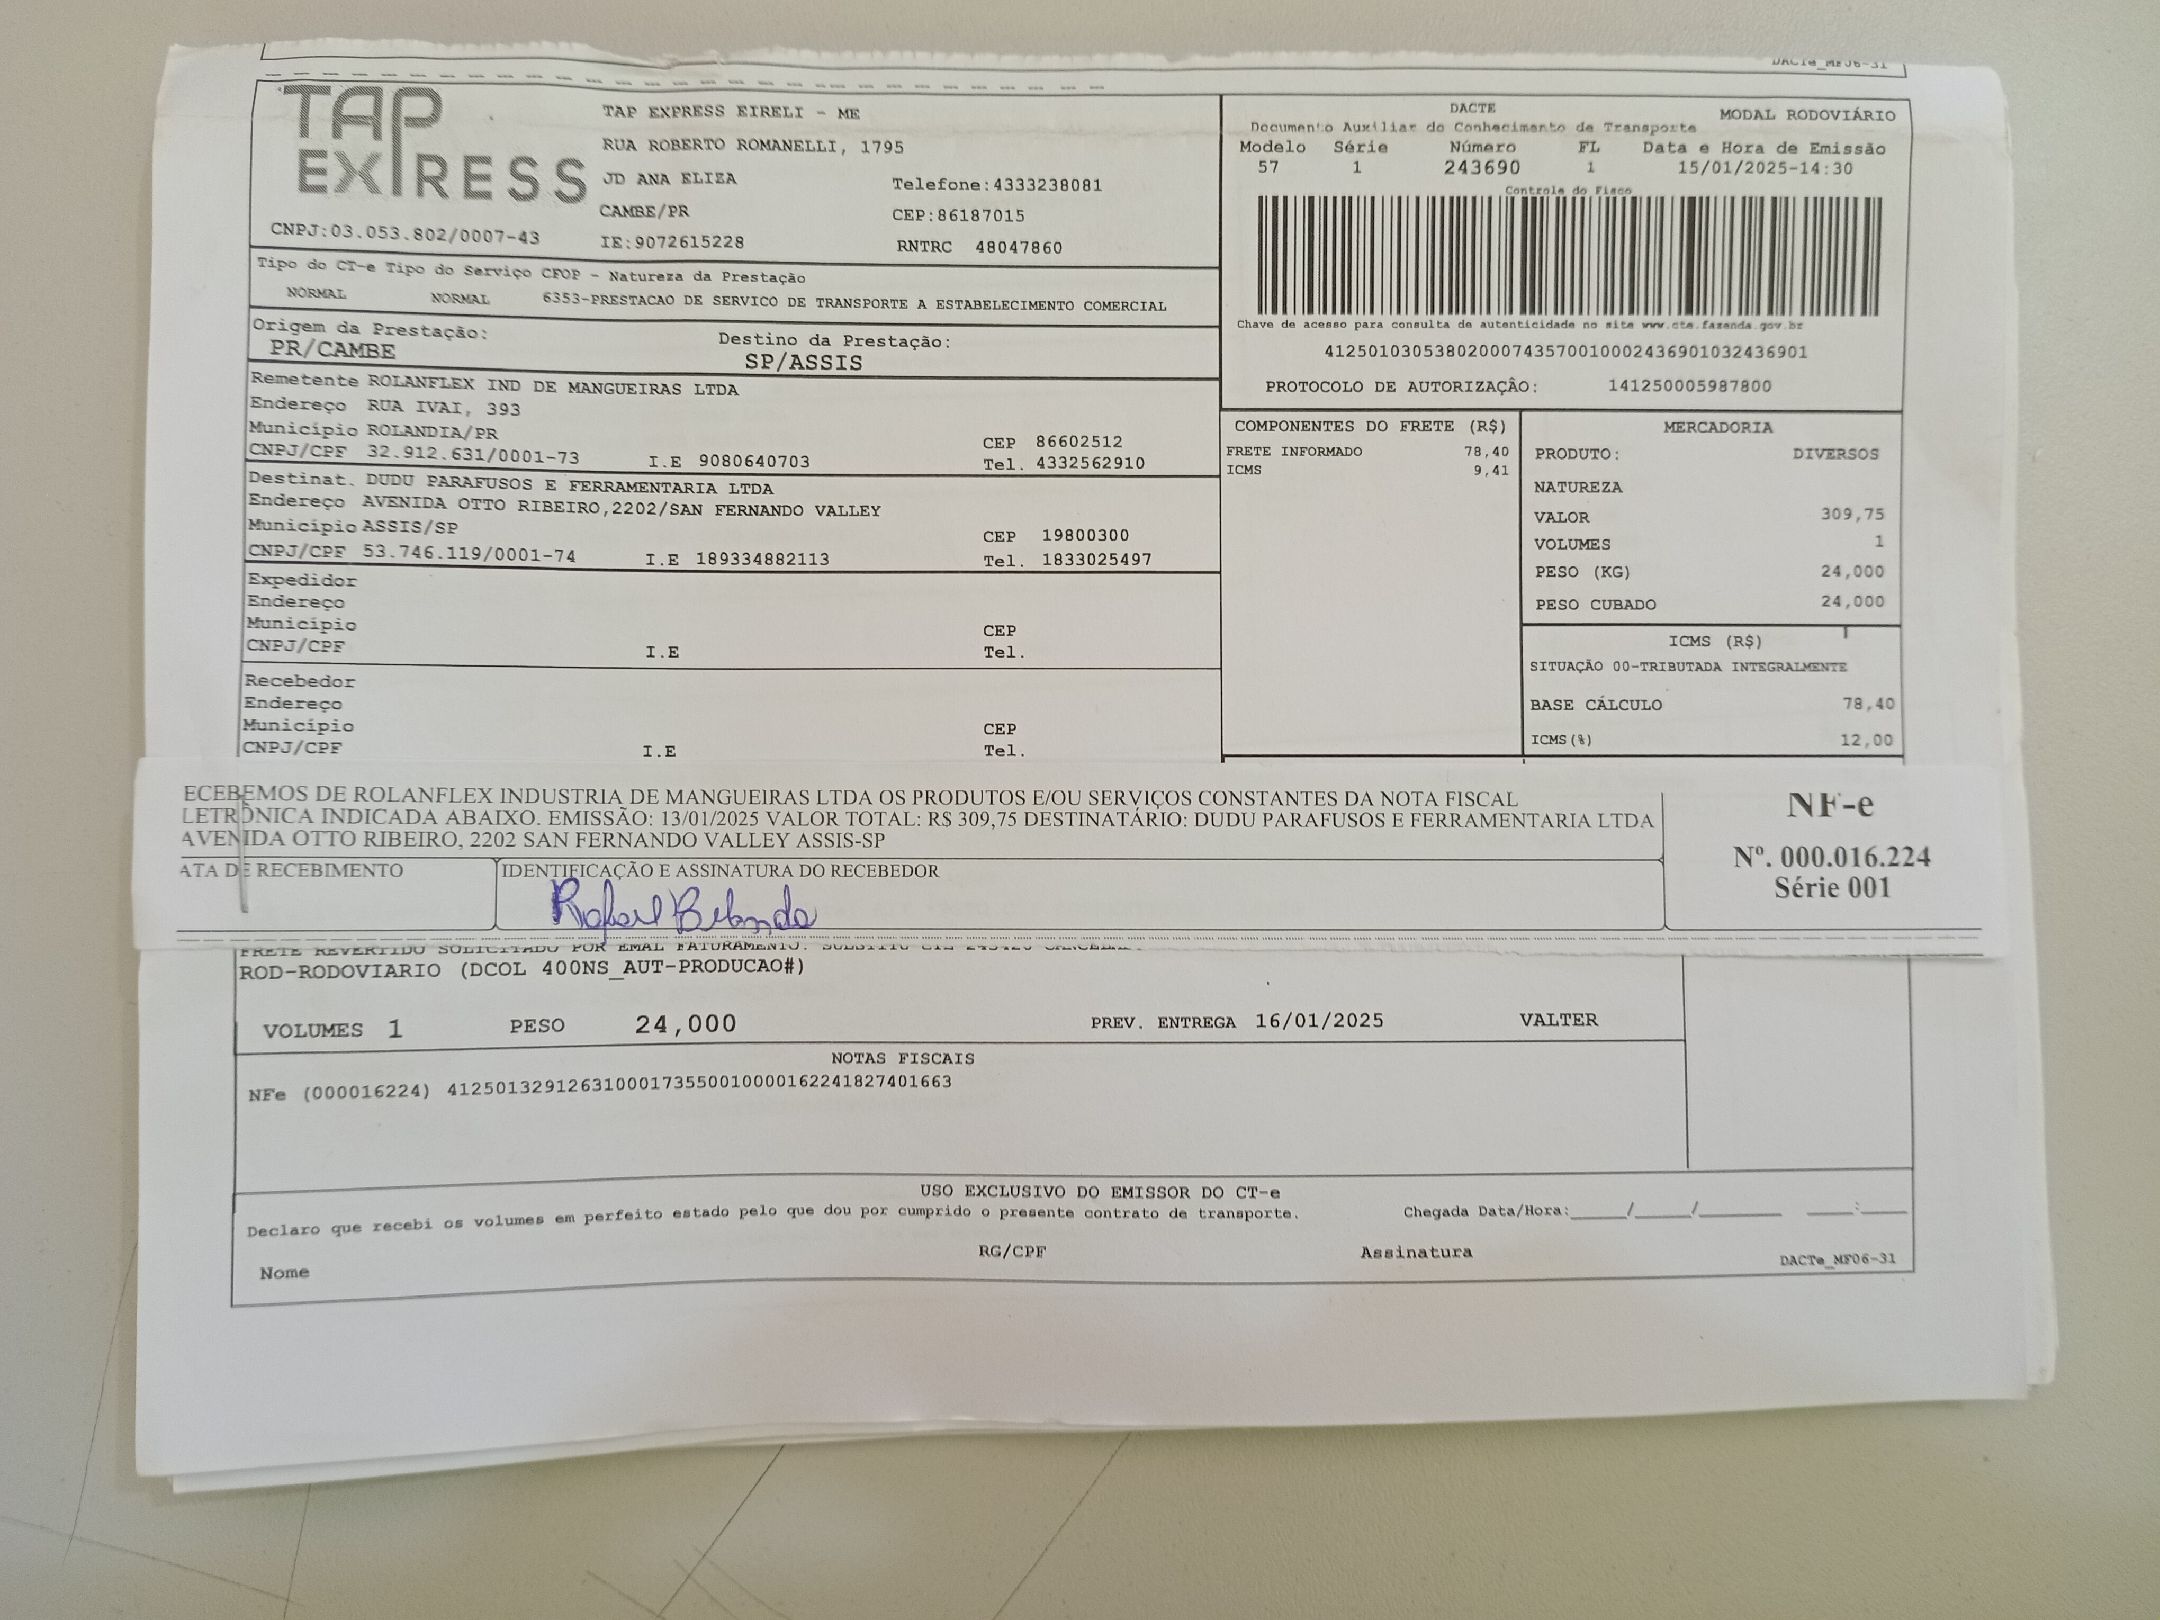 DACTe_MF06-31
TAP
EXPRESS
TAP EXPRESS EIRELI - ME
RUA ROBERTO ROMANELLI, 1795
JD ANA ELIZA
Telefone:4333238081
CAMBE/PR
CEP:86187015
CNPJ:03.053.802/0007-43
IE:9072615228
RNTRC 48047860
DACTE
MODAL RODOVIÁRIO
Documento Auxiliar do Conhecimento de Transporte
Modelo Série Número FL Data e Hora de Emissão
57 1 243690 1 15/01/2025-14:30
Controle do Fisco
Chave de acesso para consulta de autenticidade no site www.cte.fazenda.gov.br
41250103053802000743570010002436901032436901
PROTOCOLO DE AUTORIZAÇÃO: 141250005987800
Tipo do CT-e Tipo do Serviço CFOP - Natureza da Prestação
NORMAL NORMAL 6353-PRESTACAO DE SERVICO DE TRANSPORTE A ESTABELECIMENTO COMERCIAL
Origem da Prestação: Destino da Prestação:
PR/CAMBE SP/ASSIS
Remetente ROLANFLEX IND DE MANGUEIRAS LTDA
Endereço RUA IVAI, 393
Município ROLANDIA/PR CEP 86602512
CNPJ/CPF 32.912.631/0001-73 I.E 9080640703 Tel. 4332562910
Destinat. DUDU PARAFUSOS E FERRAMENTARIA LTDA
Endereço AVENIDA OTTO RIBEIRO,2202/SAN FERNANDO VALLEY
Município ASSIS/SP CEP 19800300
CNPJ/CPF 53.746.119/0001-74 I.E 189334882113 Tel. 1833025497
Expedidor
Endereço
Município CEP
CNPJ/CPF I.E Tel.
Recebedor
Endereço
Município CEP
CNPJ/CPF I.E Tel.
COMPONENTES DO FRETE (R$)
FRETE INFORMADO 78,40
ICMS 9,41
MERCADORIA
PRODUTO: DIVERSOS
NATUREZA
VALOR 309,75
VOLUMES 1
PESO (KG) 24,000
PESO CUBADO 24,000
ICMS (R$)
SITUAÇÃO 00-TRIBUTADA INTEGRALMENTE
BASE CÁLCULO 78,40
ICMS(%) 12,00
ECEBEMOS DE ROLANFLEX INDUSTRIA DE MANGUEIRAS LTDA OS PRODUTOS E/OU SERVIÇOS CONSTANTES DA NOTA FISCAL
LETRÔNICA INDICADA ABAIXO. EMISSÃO: 13/01/2025 VALOR TOTAL: R$ 309,75 DESTINATÁRIO: DUDU PARAFUSOS E FERRAMENTARIA LTDA
AVENIDA OTTO RIBEIRO, 2202 SAN FERNANDO VALLEY ASSIS-SP
ATA DE RECEBIMENTO
IDENTIFICAÇÃO E ASSINATURA DO RECEBEDOR
Rafael
NF-e
Nº. 000.016.224
Série 001
FRETE REVERTIDO SOLICITADO POR EMAL FATURAMENTO.
ROD-RODOVIARIO (DCOL 400NS_AUT-PRODUCAO#)
VOLUMES 1 PESO 24,000 PREV. ENTREGA 16/01/2025 VALTER
NOTAS FISCAIS
NFe (000016224) 41250132912631000173550010000162241827401663
USO EXCLUSIVO DO EMISSOR DO CT-e
Declaro que recebi os volumes em perfeito estado pelo que dou por cumprido o presente contrato de transporte. Chegada Data/Hora:_____/_____/_______ ____:____
Nome RG/CPF Assinatura
DACTe_MF06-31